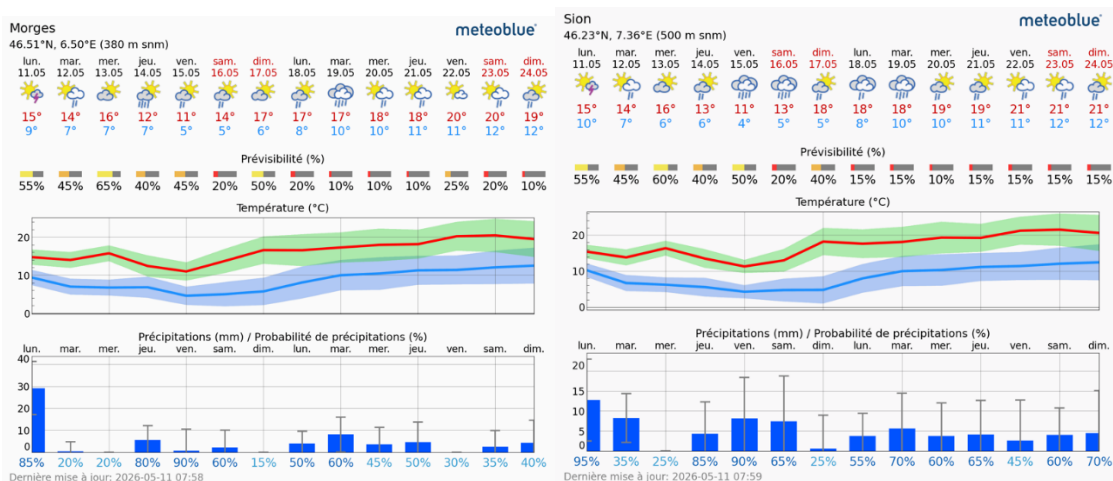 Morges
meteoblue
46.51°N, 6.50°E (380 m snm)
lun. mar. mer. jeu. ven. sam. dim. lun. mar. mer. jeu. ven. sam. dim.
11.05 12.05 13.05 14.05 15.05 16.05 17.05 18.05 19.05 20.05 21.05 22.05 23.05 24.05
15° 14° 16° 12° 11° 14° 17° 17° 17° 18° 18° 20° 20° 19°
9° 7° 7° 7° 5° 5° 6° 8° 10° 10° 11° 11° 12° 12°
Prévisibilité (%)
55% 45% 65% 40% 45% 20% 50% 20% 10% 10% 10% 25% 20% 10%
Température (°C)
20
10
0
Précipitations (mm) / Probabilité de précipitations (%)
lun. mar. mer. jeu. ven. sam. dim. lun. mar. mer. jeu. ven. sam. dim.
40
30
20
10
0
85% 20% 20% 80% 90% 60% 15% 50% 60% 45% 50% 30% 35% 40%
Dernière mise à jour: 2026-05-11 07:58
Sion
meteoblue
46.23°N, 7.36°E (500 m snm)
lun. mar. mer. jeu. ven. sam. dim. lun. mar. mer. jeu. ven. sam. dim.
11.05 12.05 13.05 14.05 15.05 16.05 17.05 18.05 19.05 20.05 21.05 22.05 23.05 24.05
15° 14° 16° 13° 11° 13° 18° 18° 18° 19° 19° 21° 21° 21°
10° 7° 6° 6° 4° 5° 5° 8° 10° 10° 11° 11° 12° 12°
Prévisibilité (%)
55% 45% 60% 40% 50% 20% 40% 15% 15% 10% 15% 15% 15% 15%
Température (°C)
20
10
0
Précipitations (mm) / Probabilité de précipitations (%)
lun. mar. mer. jeu. ven. sam. dim. lun. mar. mer. jeu. ven. sam. dim.
20
15
10
5
0
95% 35% 25% 85% 90% 65% 25% 55% 70% 60% 65% 45% 60% 70%
Dernière mise à jour: 2026-05-11 07:59